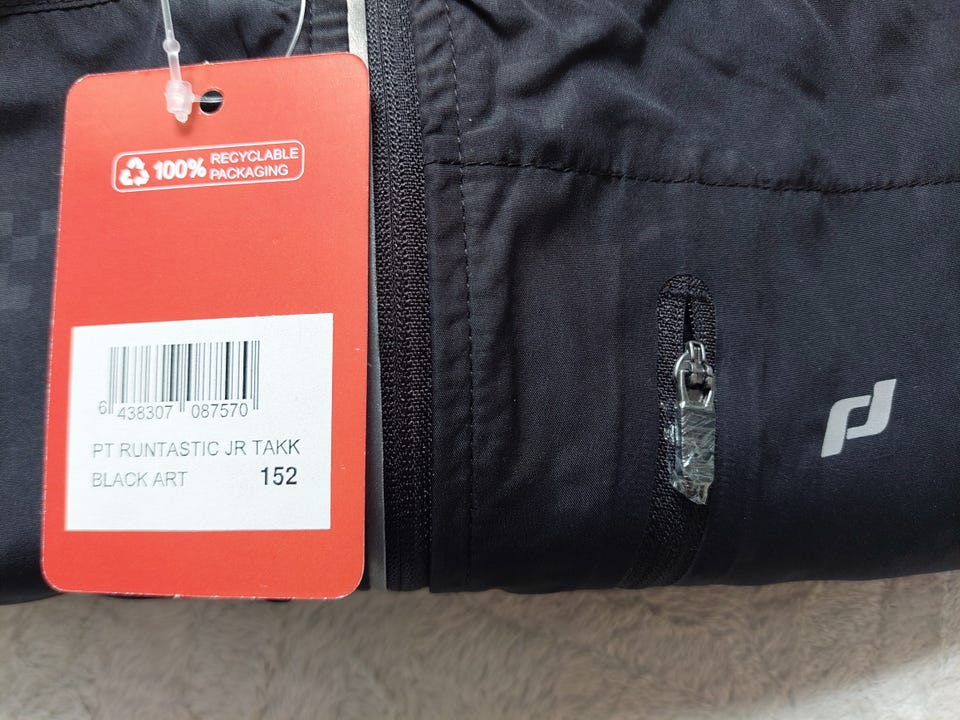 100% RECYCLABLE
PACKAGING
6 438307 087570
PT RUNTASTIC JR TAKK
BLACK ART 152